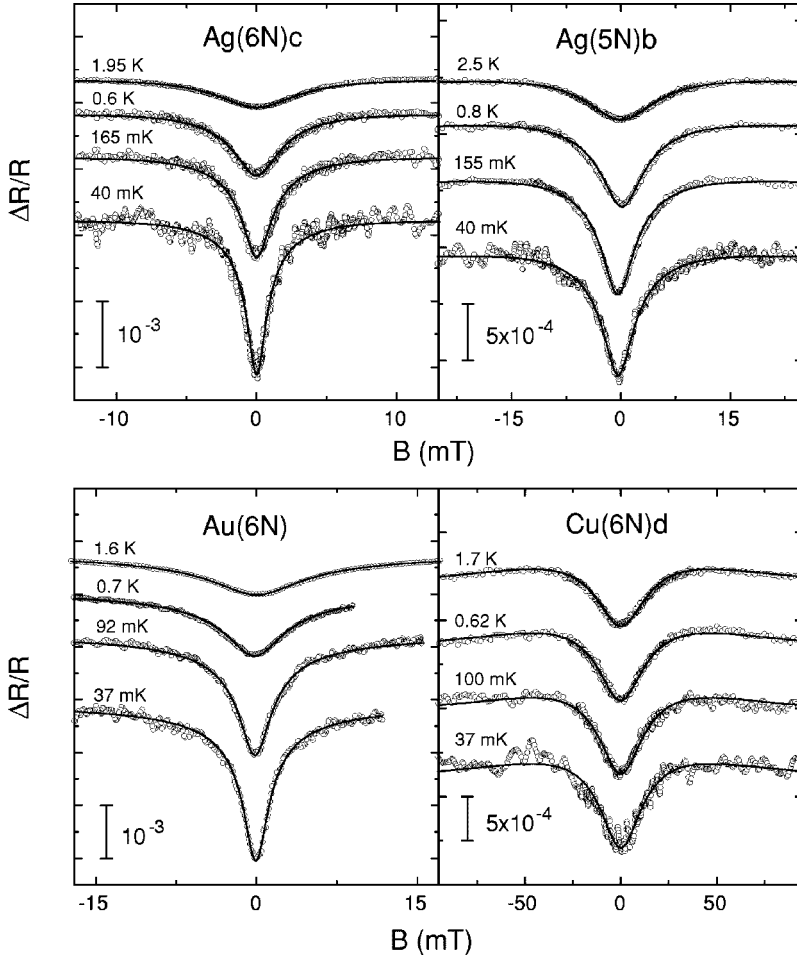 Ag(6N)c
1.95 K
0.6 K
165 mK
40 mK
10⁻³
-10
0
10
B (mT)
ΔR/R
Ag(5N)b
2.5 K
0.8 K
155 mK
40 mK
5x10⁻⁴
-15
0
15
B (mT)
Au(6N)
1.6 K
0.7 K
92 mK
37 mK
10⁻³
-15
0
15
B (mT)
ΔR/R
Cu(6N)d
1.7 K
0.62 K
100 mK
37 mK
5x10⁻⁴
-50
0
50
B (mT)